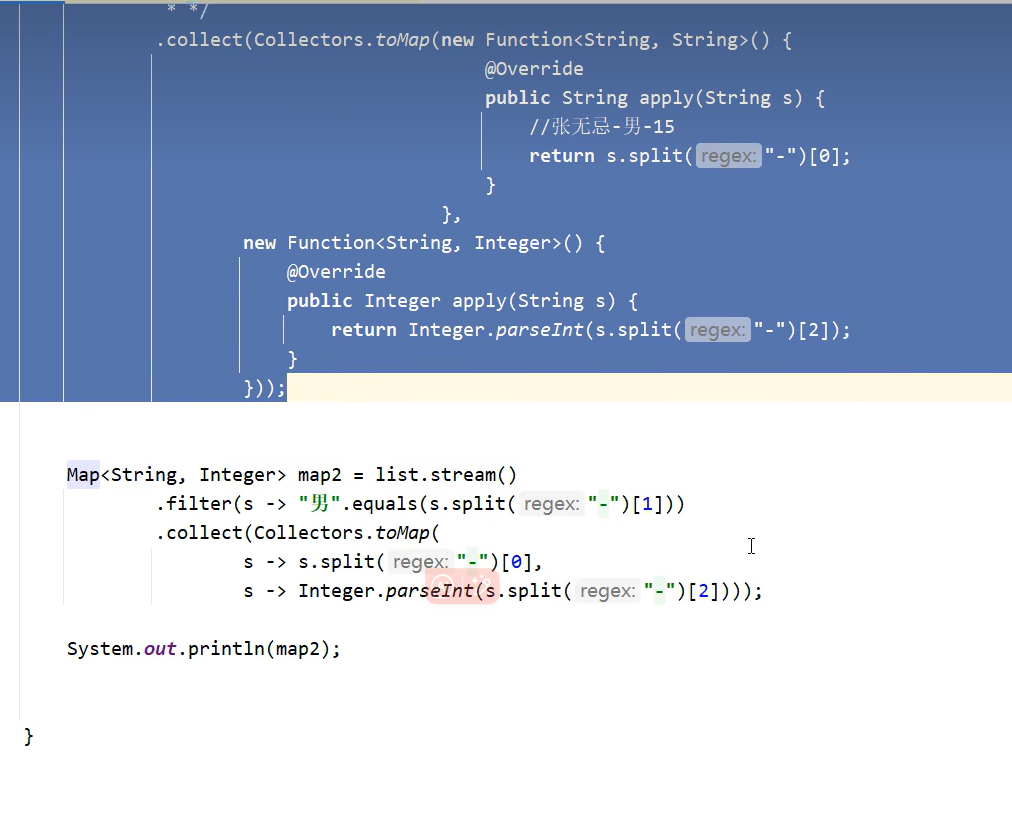 * */
.collect(Collectors.toMap(new Function<String, String>() {
@Override
public String apply(String s) {
//张无忌-男-15
return s.split( regex: "-")[0];
}
},
new Function<String, Integer>() {
@Override
public Integer apply(String s) {
return Integer.parseInt(s.split( regex: "-")[2]);
}
}));
Map<String, Integer> map2 = list.stream()
.filter(s -> "男".equals(s.split( regex: "-")[1]))
.collect(Collectors.toMap(
s -> s.split( regex: "-")[0],
s -> Integer.parseInt(s.split( regex: "-")[2])));
System.out.println(map2);
}